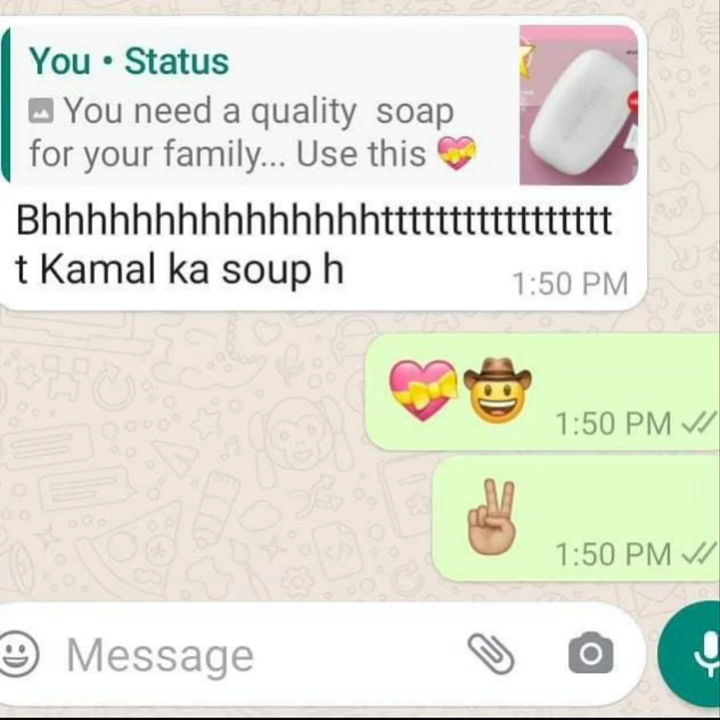 You • Status
You need a quality soap
for your family... Use this 💝
Bhhhhhhhhhhhhhhhhhtttttttttttttttttt
t Kamal ka soup h
1:50 PM
💝🤠
1:50 PM
✌🏽
1:50 PM
Message